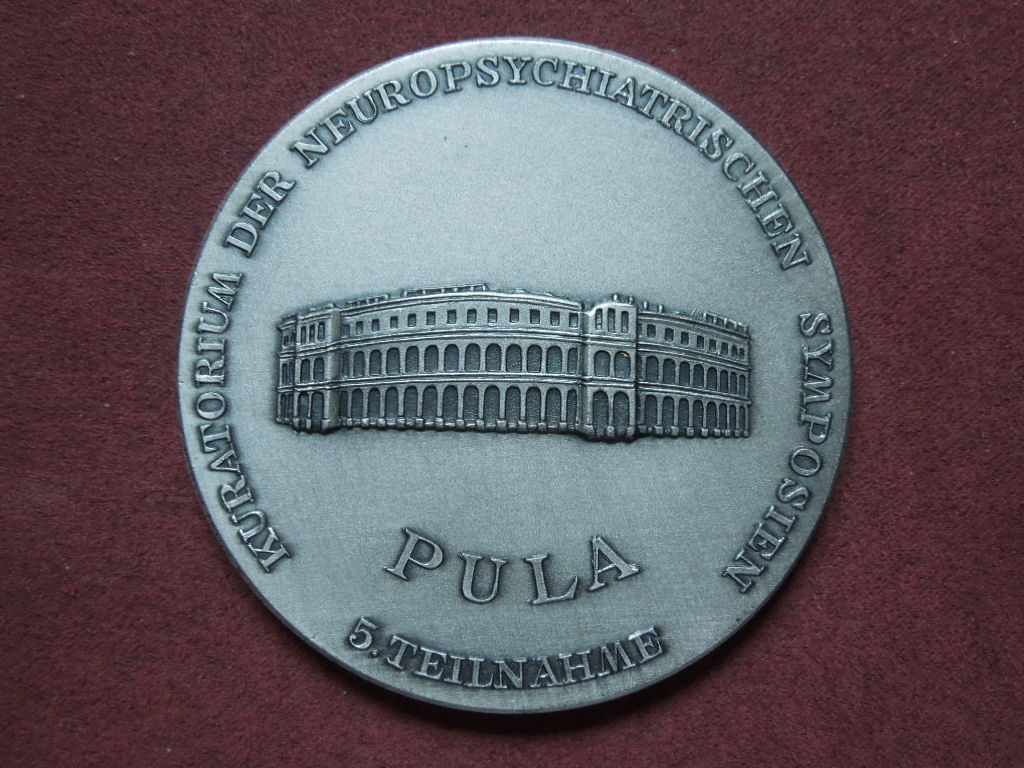 KURATORIUM DER NEUROPSYCHIATRISCHEN SYMPOSIEN
PULA
5. TEILNAHME